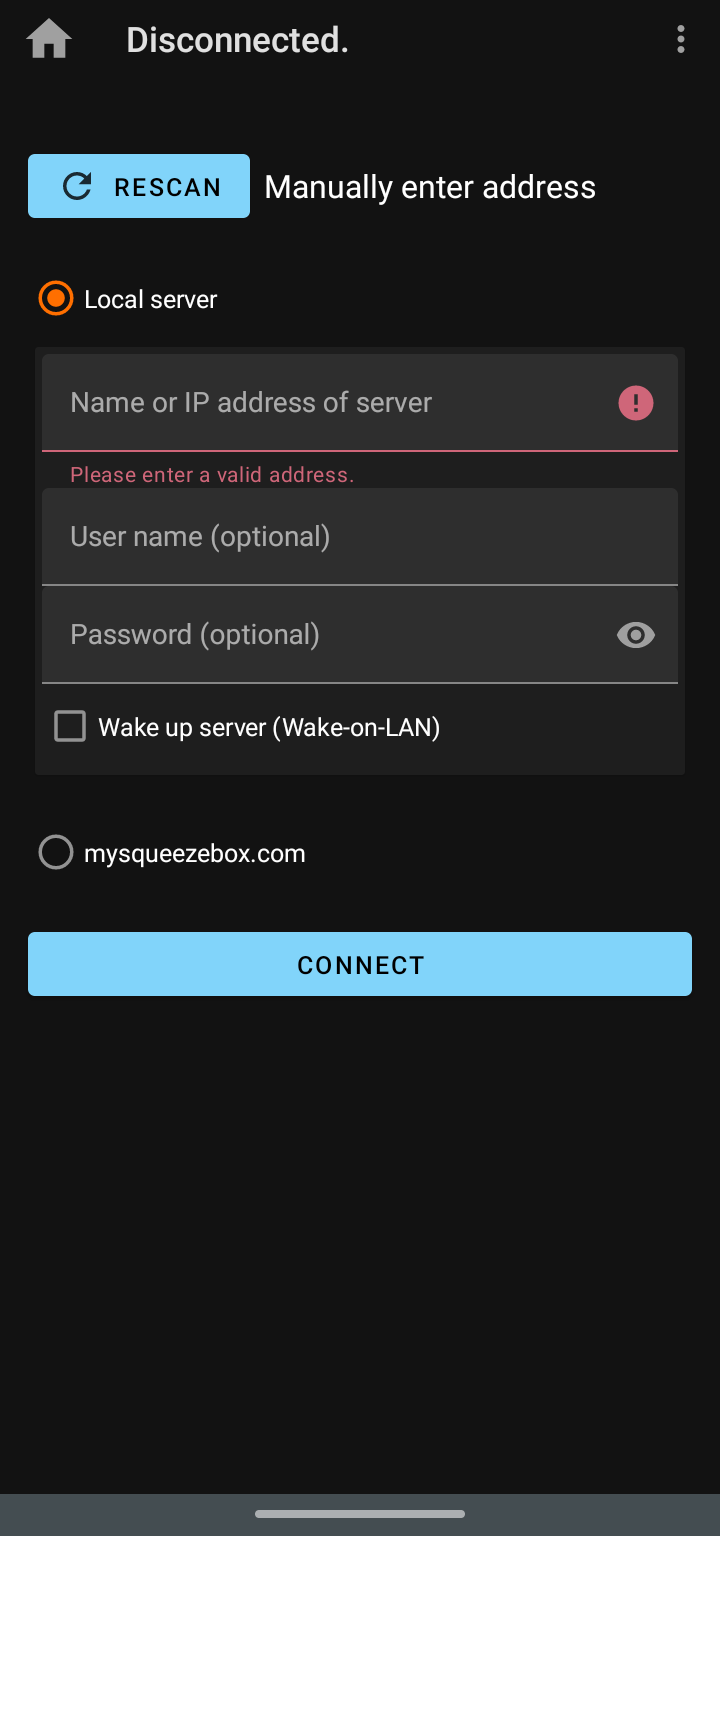 Disconnected.
RESCAN Manually enter address
Local server
Name or IP address of server
Please enter a valid address.
User name (optional)
Password (optional)
Wake up server (Wake-on-LAN)
mysqueezebox.com
CONNECT